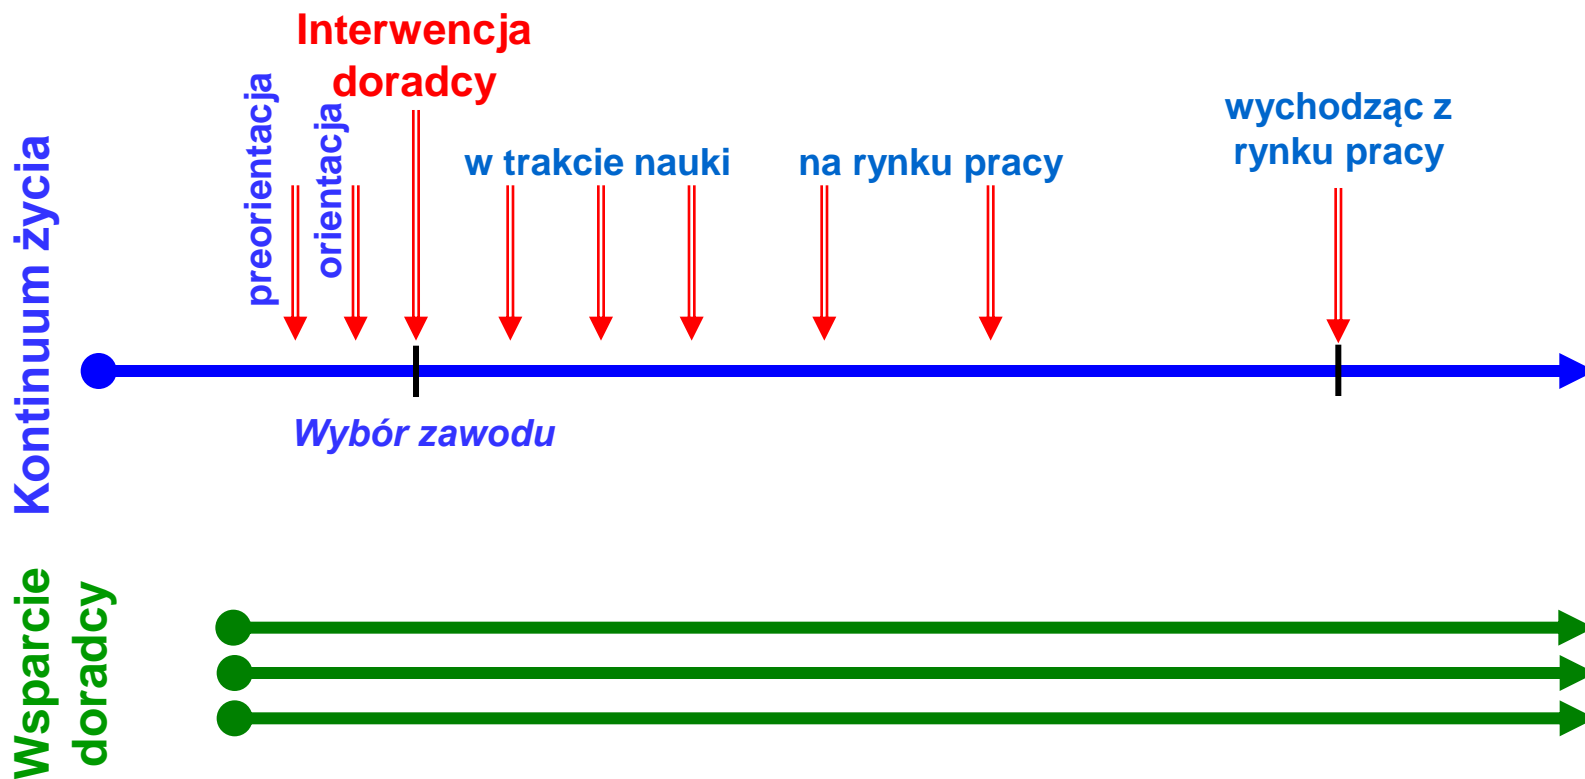 Interwencja
doradcy
preorientacja
orientacja
w trakcie nauki
na rynku pracy
wychodząc z
rynku pracy
Kontinuum życia
Wybór zawodu
Wsparcie
doradcy